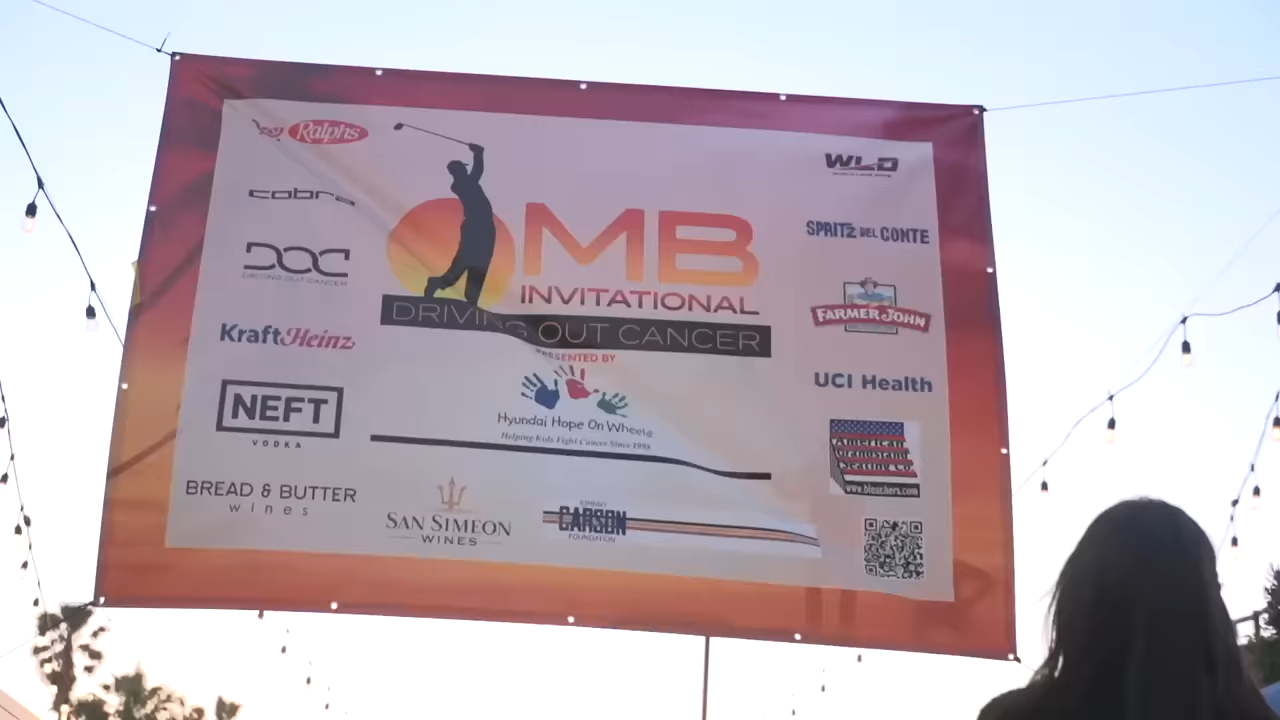 Ralphs
cobra
DOC
DRIVING OUT CANCER
KraftHeinz
NEFT
VODKA
BREAD & BUTTER
wines
MB
INVITATIONAL
DRIVING OUT CANCER
PRESENTED BY
Hyundai Hope On Wheels
Helping Kids Fight Cancer Since 1998
SAN SIMEON
WINES
JOHNNY
CARSON
FOUNDATION
WLD
SPRITZ DEL CONTE
FARMER JOHN
UCI Health
American
Grandstand
Seating Co.
www.bleachers.com